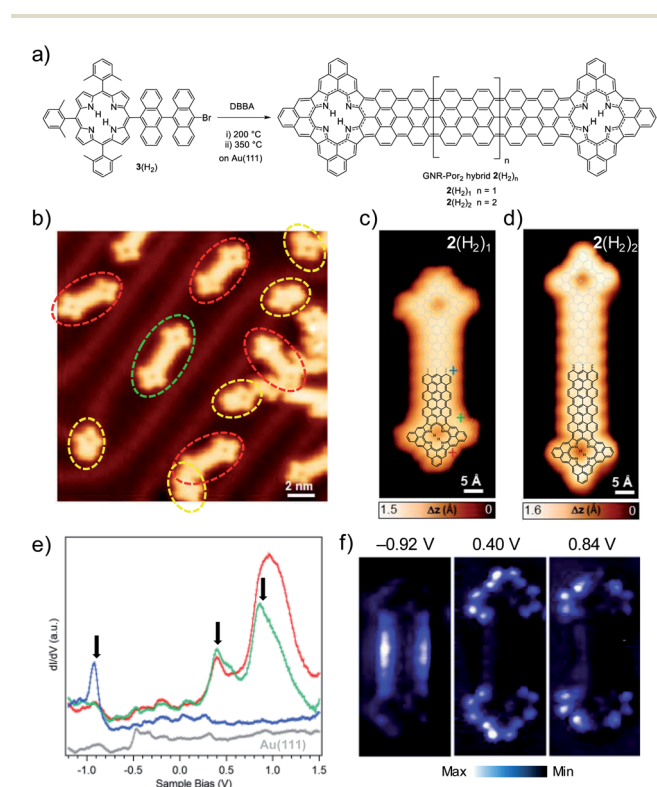 a)
DBBA
i) 200 °C
ii) 350 °C
on Au(111)
N
H
N
H
N
N
Br
3(H2)
N
H
N
H
N
N
n
N
N
H
N
H
N
GNR-Por2 hybrid 2(H2)n
2(H2)1 n = 1
2(H2)2 n = 2
b)
2 nm
c)
2(H2)1
5 Å
1.5 Δz (Å) 0
d)
2(H2)2
5 Å
1.6 Δz (Å) 0
e)
dI/dV (a.u.)
Au(111)
-1.0 -0.5 0.0 0.5 1.0 1.5
Sample Bias (V)
f)
–0.92 V 0.40 V 0.84 V
Max Min